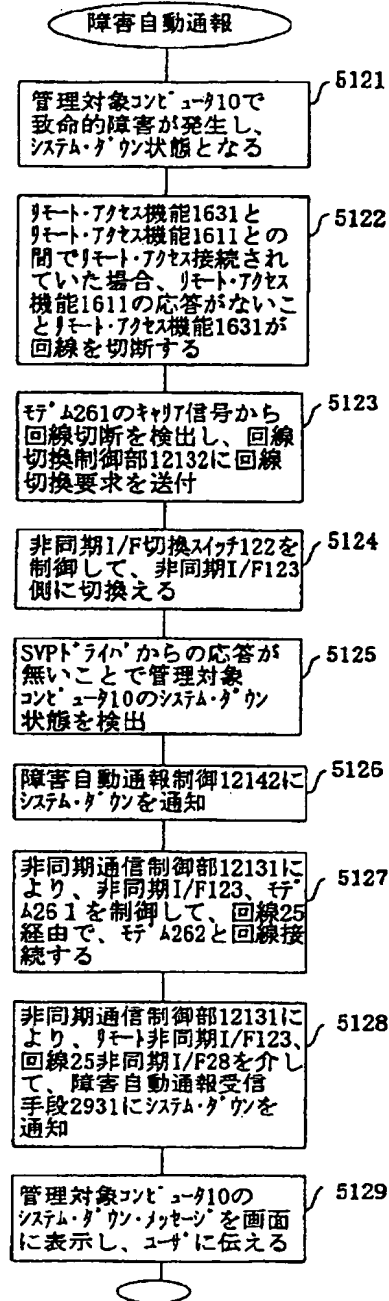 障害自動通報
5121
管理対象ｺﾝﾋﾟｭｰﾀ10で
致命的障害が発生し、
ｼｽﾃﾑ･ﾀﾞｳﾝ状態となる
5122
ﾘﾓｰﾄ･ｱｸｾｽ機能1631と
ﾘﾓｰﾄ･ｱｸｾｽ機能1611との
間でﾘﾓｰﾄ･ｱｸｾｽ接続され
ていた場合、ﾘﾓｰﾄ･ｱｸｾｽ
機能1611の応答がないこ
とﾘﾓｰﾄ･ｱｸｾｽ機能1631が
回線を切断する
5123
ﾓﾃﾞﾑ261のｷｬﾘｱ信号から
回線切断を検出し、回線
切換制御部12132に回線
切換要求を送付
5124
非同期I/F切換ｽｲｯﾁ122を
制御して、非同期I/F123
側に切換える
5125
SVPﾄﾞﾗｲﾊﾞからの応答が
無いことで管理対象
ｺﾝﾋﾟｭｰﾀ10のｼｽﾃﾑ･ﾀﾞｳﾝ
状態を検出
5126
障害自動通報制御12142に
ｼｽﾃﾑ･ﾀﾞｳﾝを通知
5127
非同期通信制御部12131に
より、非同期I/F123、ﾓﾃﾞ
ﾑ261を制御して、回線25
経由で、ﾓﾃﾞﾑ262と回線接
続する
5128
非同期通信制御部12131に
より、ﾘﾓｰﾄ非同期I/F123、
回線25非同期I/F28を介し
て、障害自動通報受信
手段2931にｼｽﾃﾑ･ﾀﾞｳﾝを
通知
5129
管理対象ｺﾝﾋﾟｭｰﾀ10の
ｼｽﾃﾑ･ﾀﾞｳﾝ･ﾒｯｾｰｼﾞを画面
に表示し、ﾕｰｻﾞに伝える